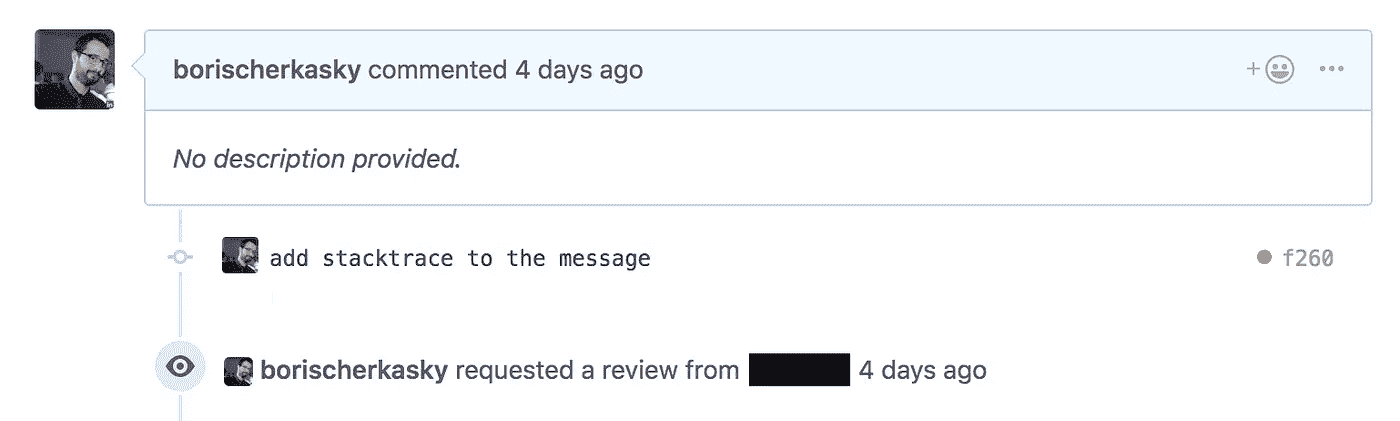 borischerkasky commented 4 days ago
No description provided.
add stacktrace to the message f260
borischerkasky requested a review from 4 days ago